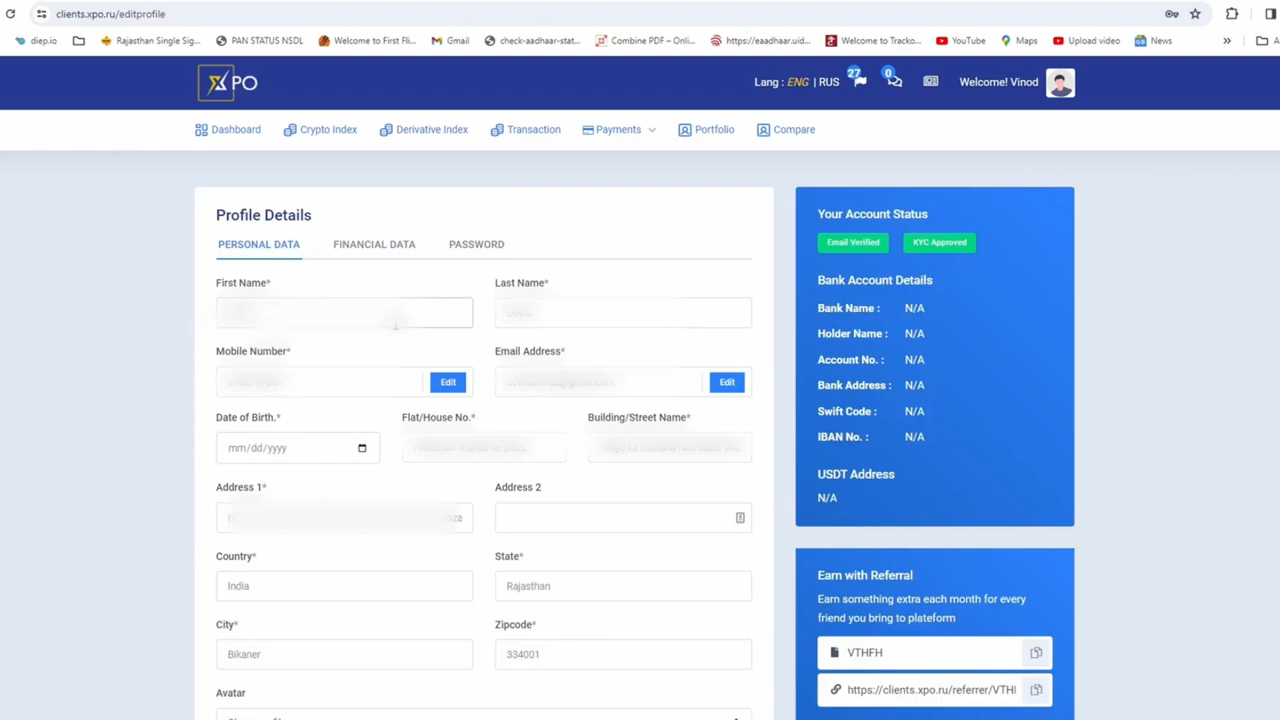 clients.xpo.ru/editprofile
diep.io
Rajasthan Single Sig...
PAN STATUS NSDL
Welcome to First Fli...
Gmail
check-aadhaar-stat...
Combine PDF – Onli...
https://eaadhaar.uid...
Welcome to Tracko...
YouTube
Maps
Upload video
News
»
XPO
Lang : ENG | RUS
27
0
Welcome! Vinod
Dashboard
Crypto Index
Derivative Index
Transaction
Payments
Portfolio
Compare
Profile Details
PERSONAL DATA
FINANCIAL DATA
PASSWORD
First Name*
Last Name*
Mobile Number*
Edit
Email Address*
Edit
Date of Birth.*
mm/dd/yyyy
Flat/House No.*
Building/Street Name*
Address 1*
Address 2
Country*
India
State*
Rajasthan
City*
Bikaner
Zipcode*
334001
Avatar
Your Account Status
Email Verified
KYC Approved
Bank Account Details
Bank Name : N/A
Holder Name : N/A
Account No. : N/A
Bank Address : N/A
Swift Code : N/A
IBAN No. : N/A
USDT Address
N/A
Earn with Referral
Earn something extra each month for every
friend you bring to plateform
VTHFH
https://clients.xpo.ru/referrer/VTHI